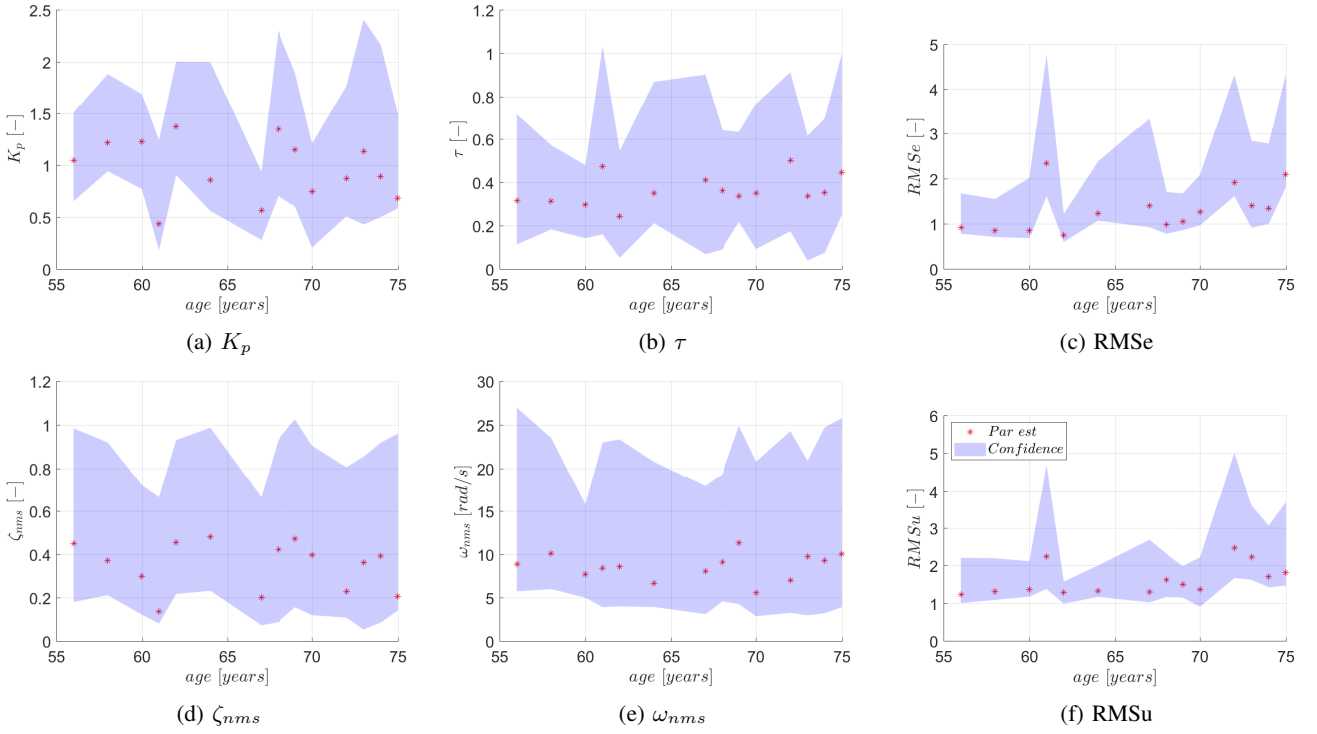 2.5
2
1.5
1
0.5
0
K_p [−]
55 60 65 70 75
age [years]
(a) K_p
1.2
1
0.8
0.6
0.4
0.2
0
τ [−]
55 60 65 70 75
age [years]
(b) τ
5
4
3
2
1
0
RMSe [−]
55 60 65 70 75
age [years]
(c) RMSe
1.2
1
0.8
0.6
0.4
0.2
0
ζ_nms [−]
55 60 65 70 75
age [years]
(d) ζ_nms
30
25
20
15
10
5
0
ω_nms [rad/s]
55 60 65 70 75
age [years]
(e) ω_nms
6
5
4
3
2
1
0
RMSu [−]
Par est
Confidence
55 60 65 70 75
age [years]
(f) RMSu